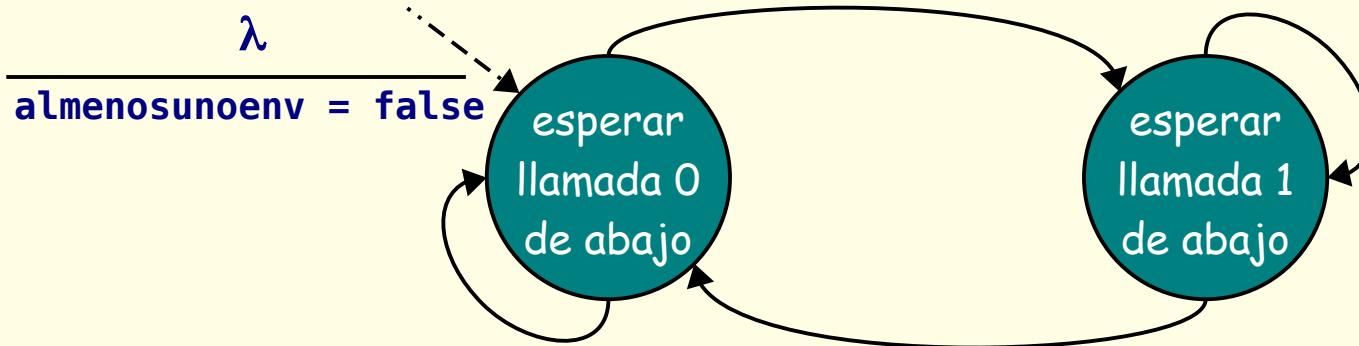 λ
almenosunoenv = false
esperar
llamada 0
de abajo
esperar
llamada 1
de abajo